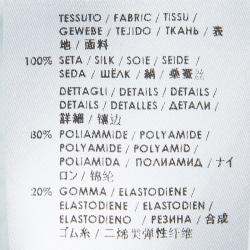 TESSUTO / FABRIC / TISSU /
GEWEBE / TEJIDO / ТКАНЬ / 表
地 / 面料
100% SETA / SILK / SOIE / SEIDE /
SEDA / ШЁЛК / 絹 / 桑蚕丝
DETTAGLI / DETAILS / DETAILS /
DETAILS / DETALLES / ДЕТАЛИ /
詳細 / 镶边
80% POLIAMMIDE / POLYAMIDE /
POLYAMIDE / POLYAMID /
POLIAMIDA / ПОЛИАМИД / ナイ
ロン / 锦纶
20% GOMMA / ELASTODIENE /
ELASTODIENE / ELASTODIEN /
ELASTODIENO / РЕЗИНА / 合成
ゴム糸 / 二烯类弹性纤维